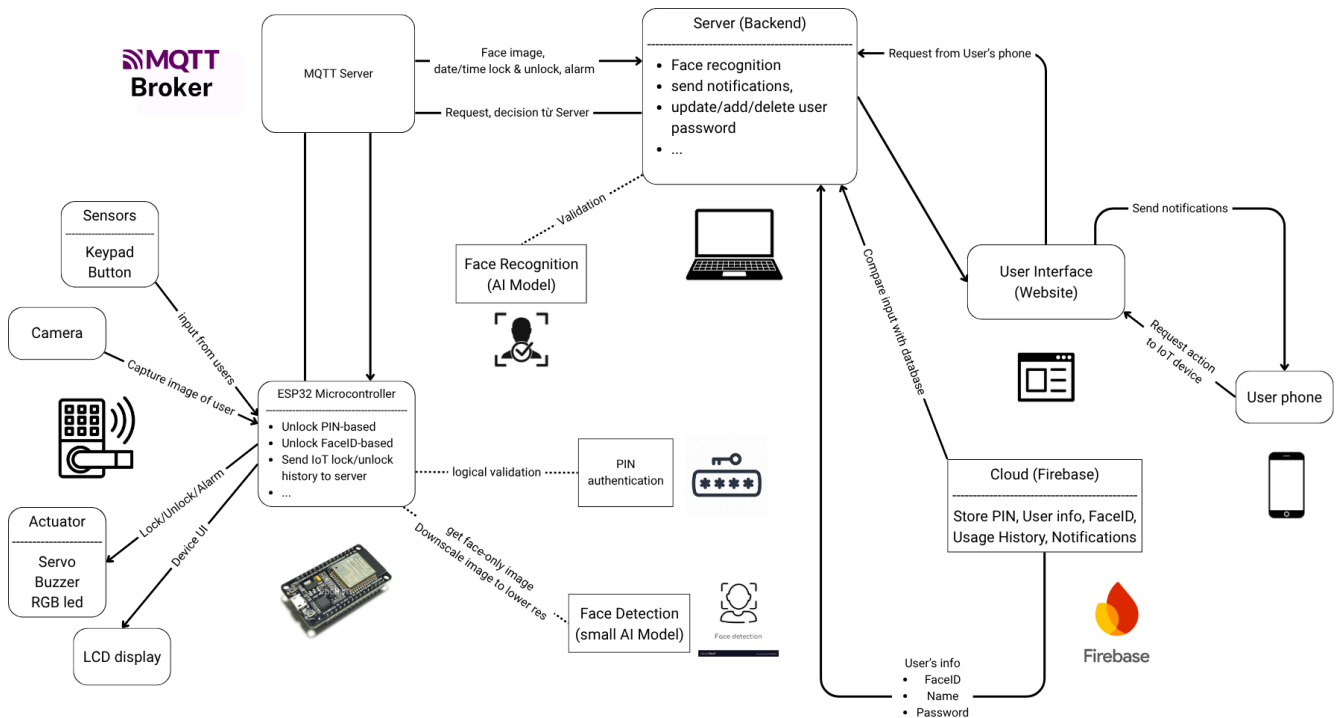 MQTT
Broker
MQTT Server
Face image,
date/time lock & unlock, alarm
Request, decision từ Server
Server (Backend)
Face recognition
send notifications,
update/add/delete user
password
...
Request from User's phone
Validation
Face Recognition
(AI Model)
Sensors
Keypad
Button
Camera
input from users
Capture image of user
ESP32 Microcontroller
Unlock PIN-based
Unlock FaceID-based
Send IoT lock/unlock
history to server
...
Lock/Unlock/Alarm
Device UI
Actuator
Servo
Buzzer
RGB led
LCD display
logical validation
PIN
authentication
get face-only image
Downscale image to lower res
Face Detection
(small AI Model)
Face detection
Compare input with database
User Interface
(Website)
Send notifications
Request action
to IoT device
User phone
Cloud (Firebase)
Store PIN, User info, FaceID,
Usage History, Notifications
Firebase
User's info
FaceID
Name
Password